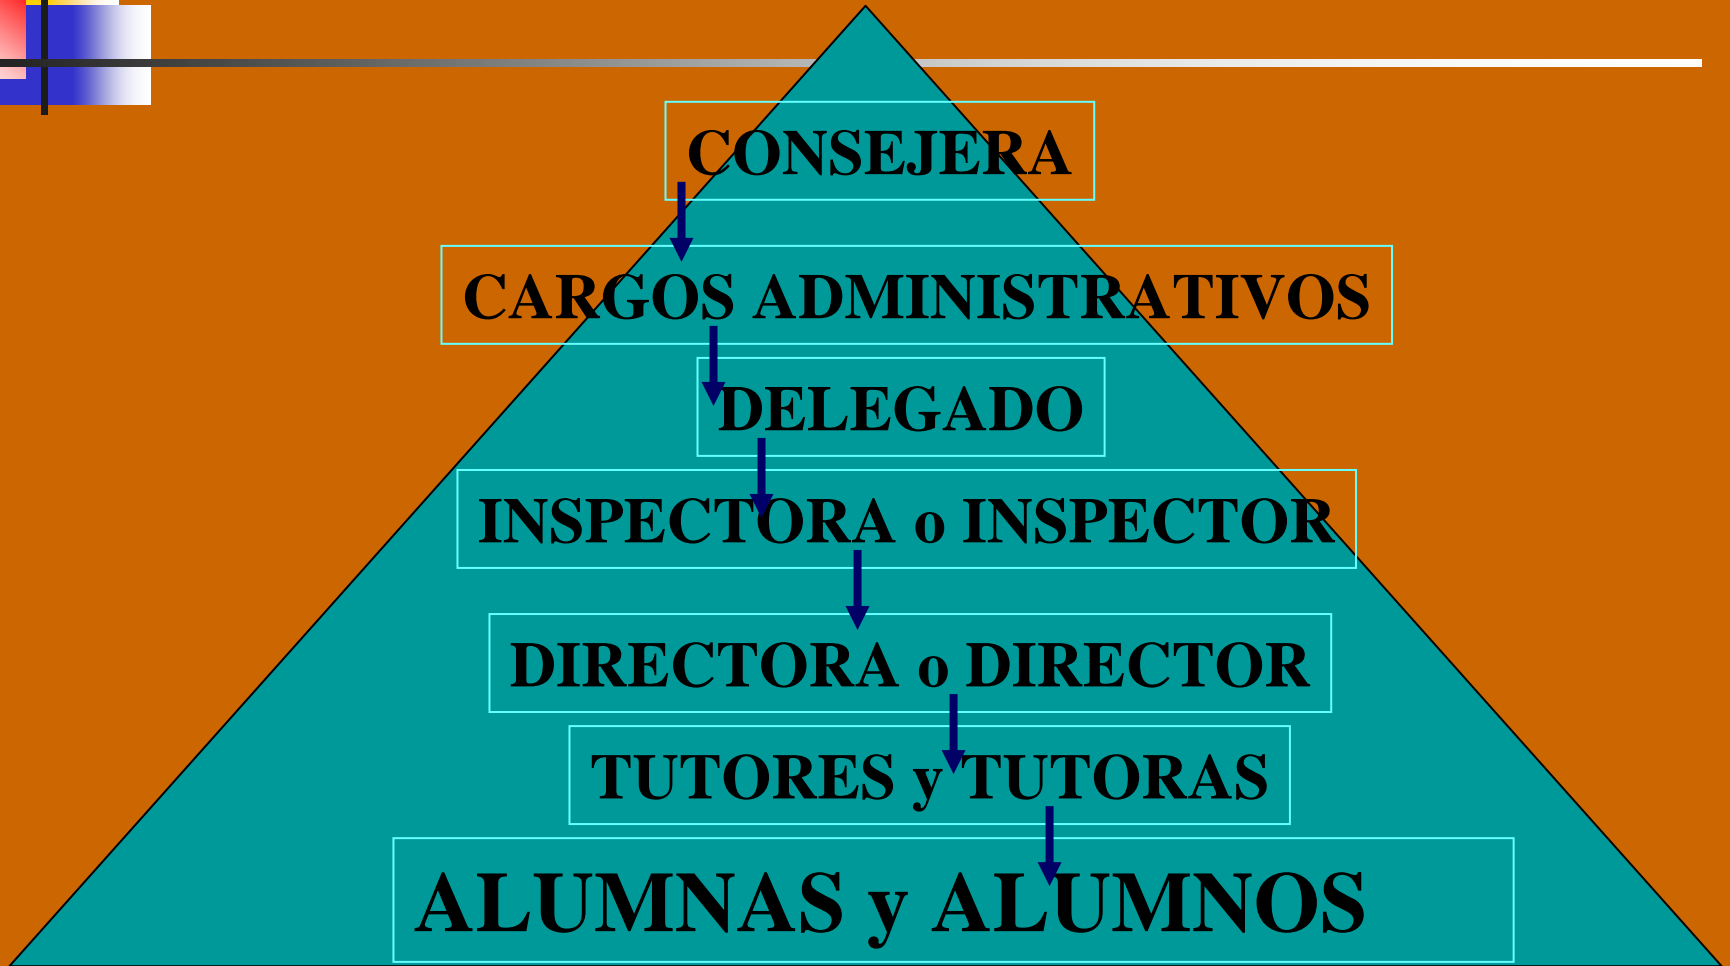 CONSEJERA
CARGOS ADMINISTRATIVOS
DELEGADO
INSPECTORA o INSPECTOR
DIRECTORA o DIRECTOR
TUTORES y TUTORAS
ALUMNAS y ALUMNOS